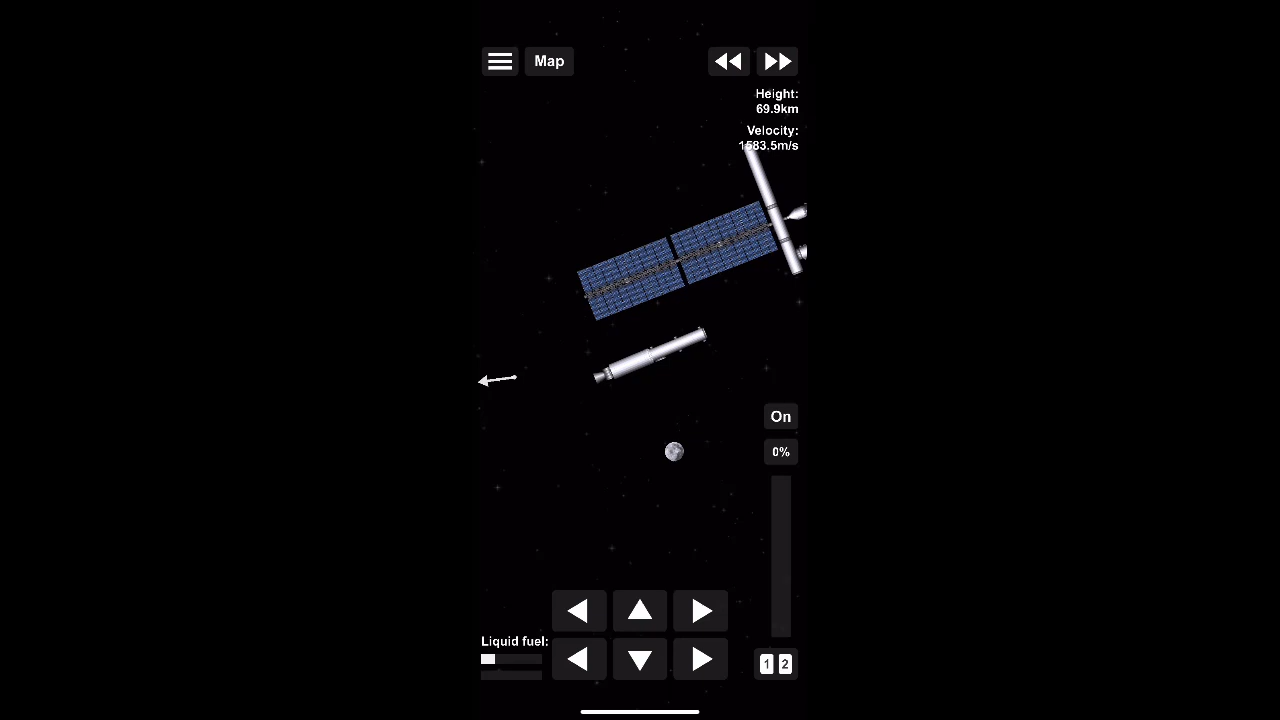 Map
Height:
69.9km
Velocity:
1583.5m/s
On
0%
Liquid fuel:
1 2